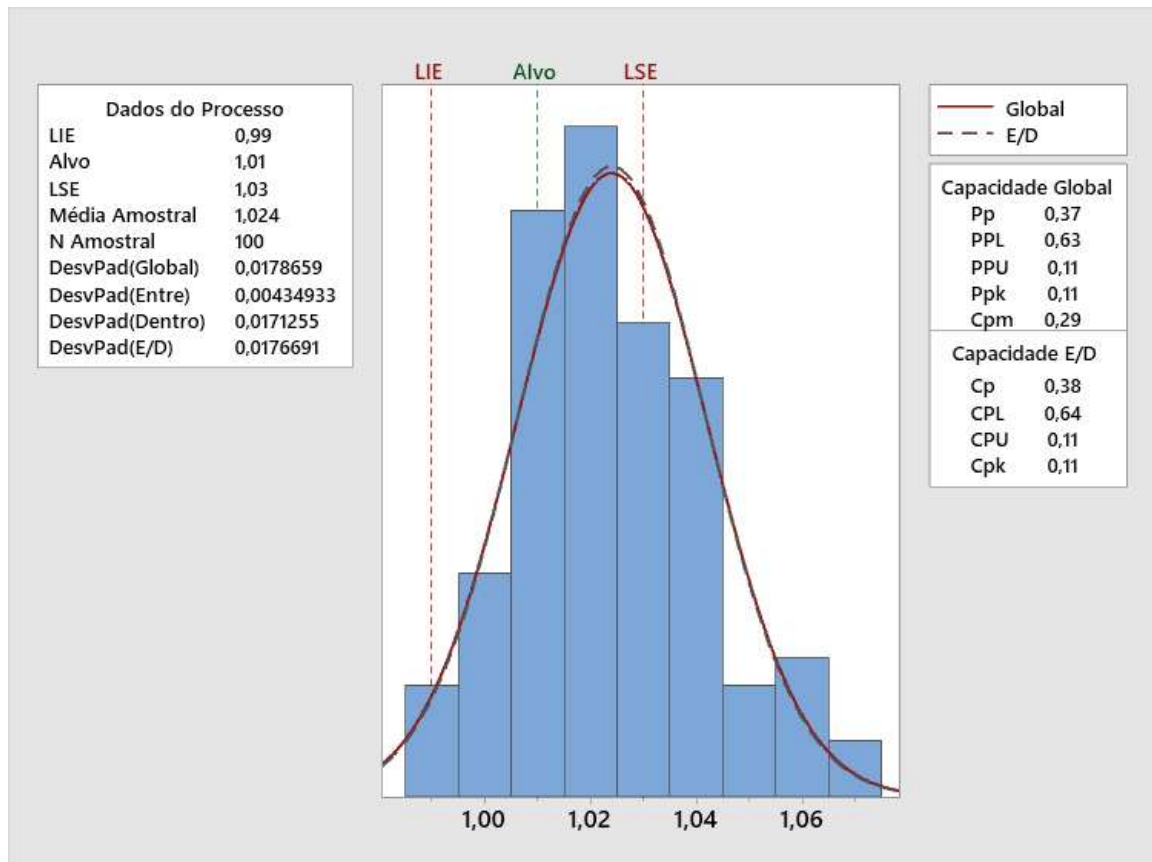 LIE Alvo LSE
Dados do Processo
LIE 0,99
Alvo 1,01
LSE 1,03
Média Amostral 1,024
N Amostral 100
DesvPad(Global) 0,0178659
DesvPad(Entre) 0,00434933
DesvPad(Dentro) 0,0171255
DesvPad(E/D) 0,0176691
Global
E/D
Capacidade Global
Pp 0,37
PPL 0,63
PPU 0,11
Ppk 0,11
Cpm 0,29
Capacidade E/D
Cp 0,38
CPL 0,64
CPU 0,11
Cpk 0,11
1,00 1,02 1,04 1,06